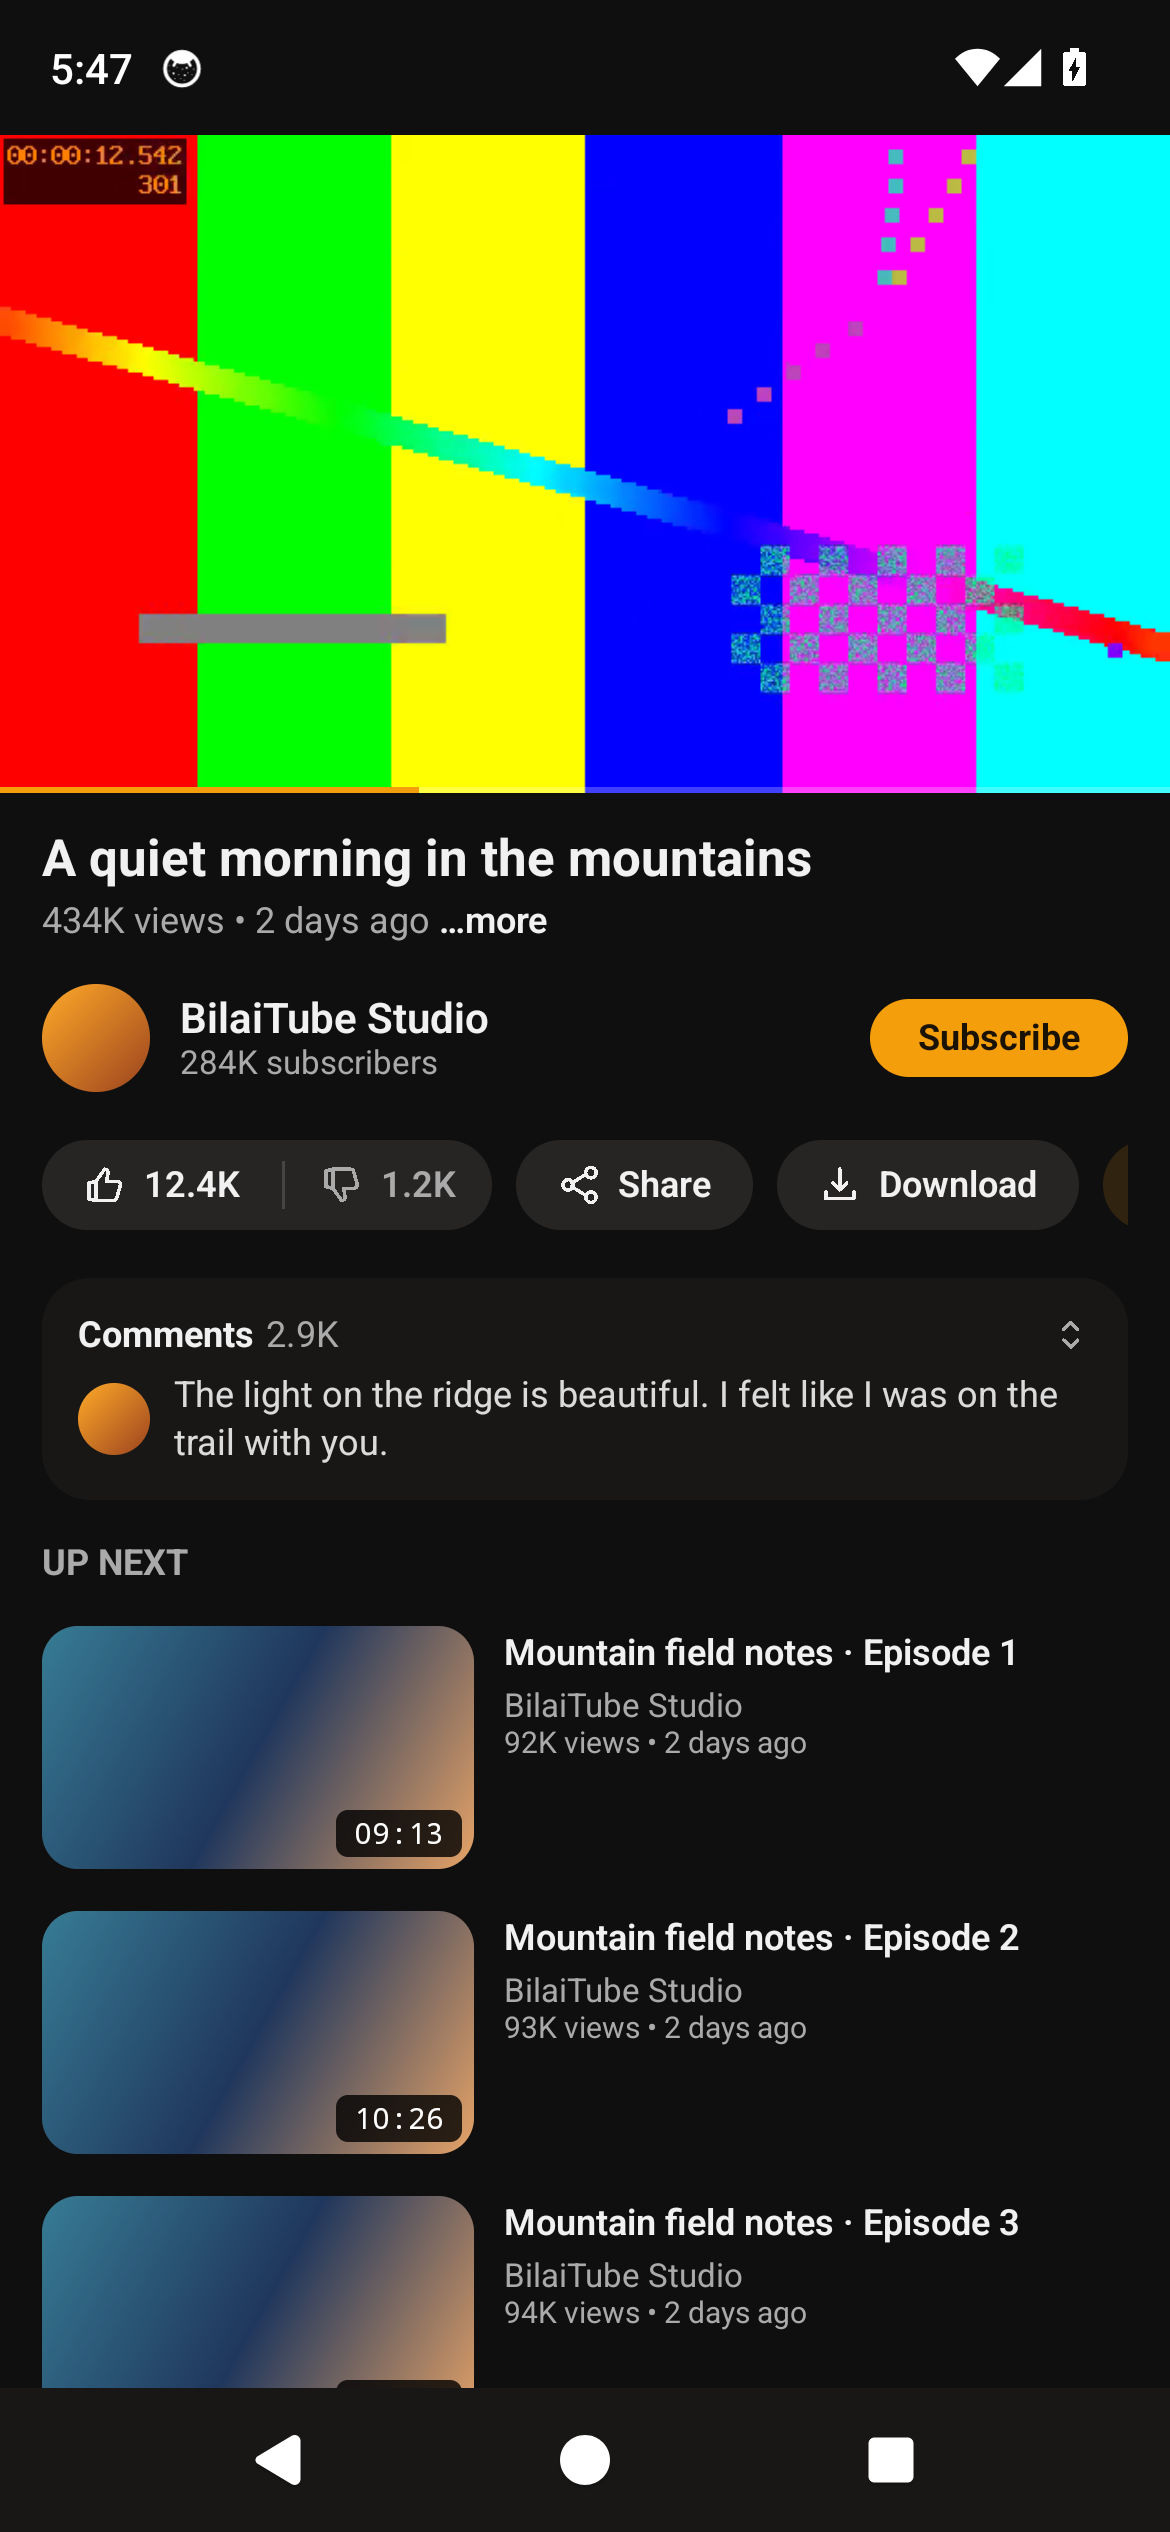 5:47
00:00:12.542
301
A quiet morning in the mountains
434K views • 2 days ago ...more
BilaiTube Studio
284K subscribers
Subscribe
12.4K
1.2K
Share
Download
Comments 2.9K
The light on the ridge is beautiful. I felt like I was on the
trail with you.
UP NEXT
Mountain field notes · Episode 1
BilaiTube Studio
92K views • 2 days ago
09:13
Mountain field notes · Episode 2
BilaiTube Studio
93K views • 2 days ago
10:26
Mountain field notes · Episode 3
BilaiTube Studio
94K views • 2 days ago